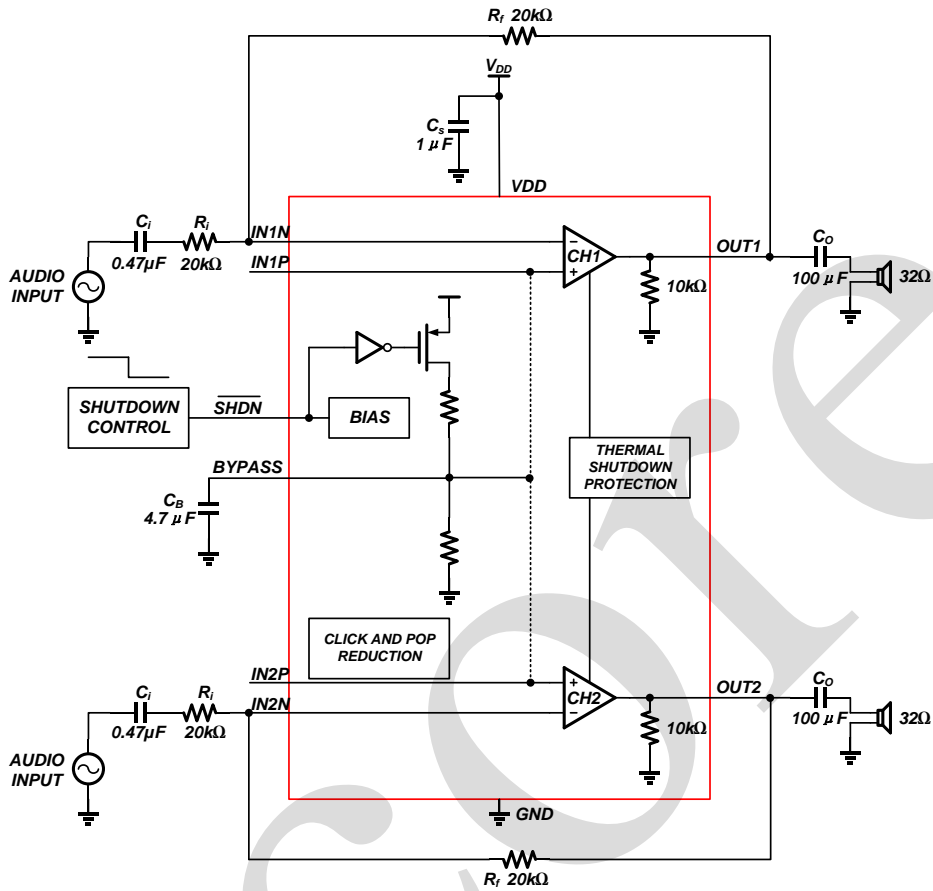 Rf 20kΩ
VDD
Cs
1 μF
VDD
Ci
Ri
IN1N
0.47μF
20kΩ
IN1P
AUDIO
INPUT
−
+
CH1
OUT1
10kΩ
CO
100 μF
32Ω
SHUTDOWN
CONTROL
SHDN
BIAS
BYPASS
CB
4.7 μF
THERMAL
SHUTDOWN
PROTECTION
CLICK AND POP
REDUCTION
IN2P
Ci
Ri
IN2N
0.47μF
20kΩ
AUDIO
INPUT
+
−
CH2
OUT2
10kΩ
CO
100 μF
32Ω
GND
Rf 20kΩ
core